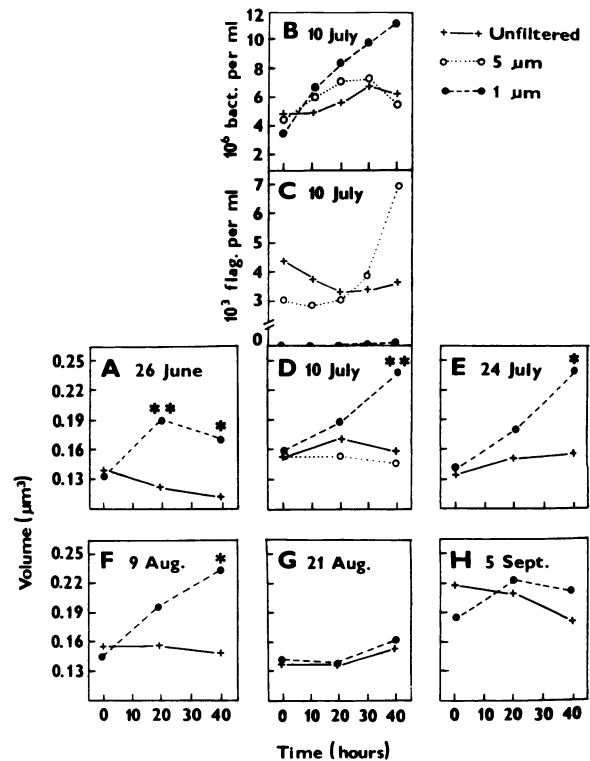 12
10
8
6
4
2
B 10 July
10⁶ bact. per ml
Unfiltered
5 µm
1 µm
7
6
5
4
3
0
C 10 July
10³ flag. per ml
0.25
0.22
0.19
0.16
0.13
A 26 June
** *
D 10 July
**
E 24 July
*
Volume (µm³)
0.25
0.22
0.19
0.16
0.13
F 9 Aug.
*
G 21 Aug.
H 5 Sept.
0 10 20 30 40
0 10 20 30 40
0 10 20 30 40
Time (hours)